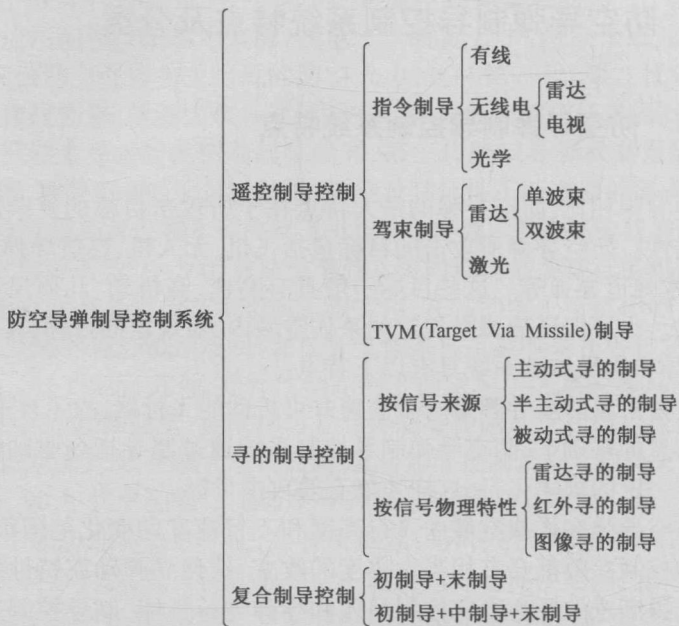 有线
指令制导
无线电
雷达
电视
光学
遥控制导控制
驾束制导
雷达
单波束
双波束
激光
防空导弹制导控制系统
TVM(Target Via Missile)制导
寻的制导控制
按信号来源
主动式寻的制导
半主动式寻的制导
被动式寻的制导
按信号物理特性
雷达寻的制导
红外寻的制导
图像寻的制导
复合制导控制
初制导+末制导
初制导+中制导+末制导